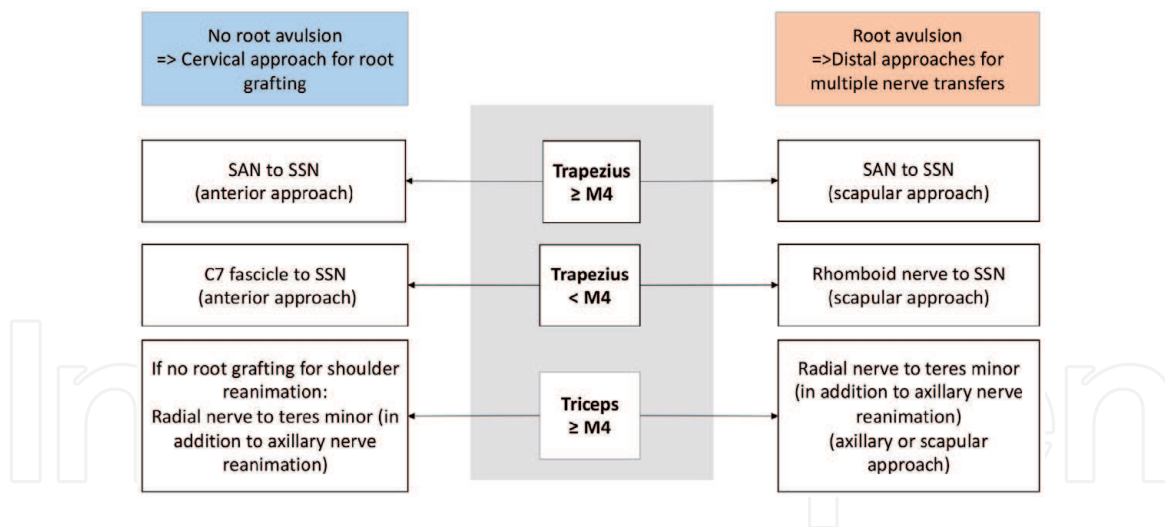 No root avulsion
=> Cervical approach for root
grafting
Root avulsion
=>Distal approaches for
multiple nerve transfers
SAN to SSN
(anterior approach)
Trapezius
≥ M4
SAN to SSN
(scapular approach)
C7 fascicle to SSN
(anterior approach)
Trapezius
< M4
Rhomboid nerve to SSN
(scapular approach)
If no root grafting for shoulder
reanimation:
Radial nerve to teres minor (in
addition to axillary nerve
reanimation)
Triceps
≥ M4
Radial nerve to teres minor
(in addition to axillary nerve
reanimation)
(axillary or scapular
approach)